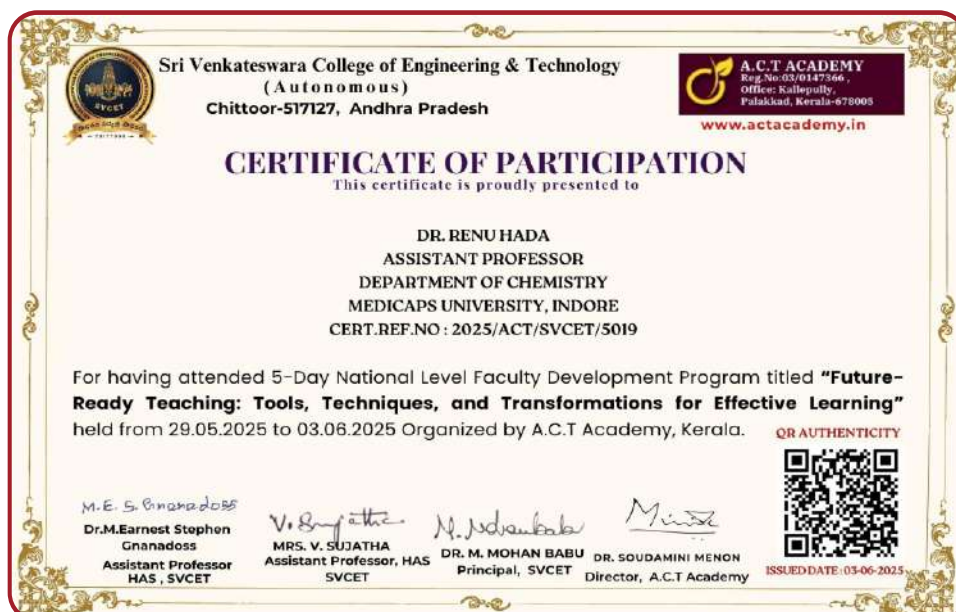 Sri Venkateswara College of Engineering & Technology
(Autonomous)
Chittoor-517127, Andhra Pradesh
SVCET
CHITTOOR
A.C.T ACADEMY
Reg.No:03/0147366 ,
Office: Kallepully,
Palakkad, Kerala-678005
www.actacademy.in
CERTIFICATE OF PARTICIPATION
This certificate is proudly presented to
DR. RENU HADA
ASSISTANT PROFESSOR
DEPARTMENT OF CHEMISTRY
MEDICAPS UNIVERSITY, INDORE
CERT.REF.NO : 2025/ACT/SVCET/5019
For having attended 5-Day National Level Faculty Development Program titled “Future-
Ready Teaching: Tools, Techniques, and Transformations for Effective Learning”
held from 29.05.2025 to 03.06.2025 Organized by A.C.T Academy, Kerala.
QR AUTHENTICITY
M.E. S. Gnanadoss
Dr.M.Earnest Stephen
Gnanadoss
Assistant Professor
HAS , SVCET
V. Sujatha
MRS. V. SUJATHA
Assistant Professor, HAS
SVCET
DR. M. MOHAN BABU
Principal, SVCET
DR. SOUDAMINI MENON
Director, A.C.T Academy
ISSUED DATE : 03-06-2025